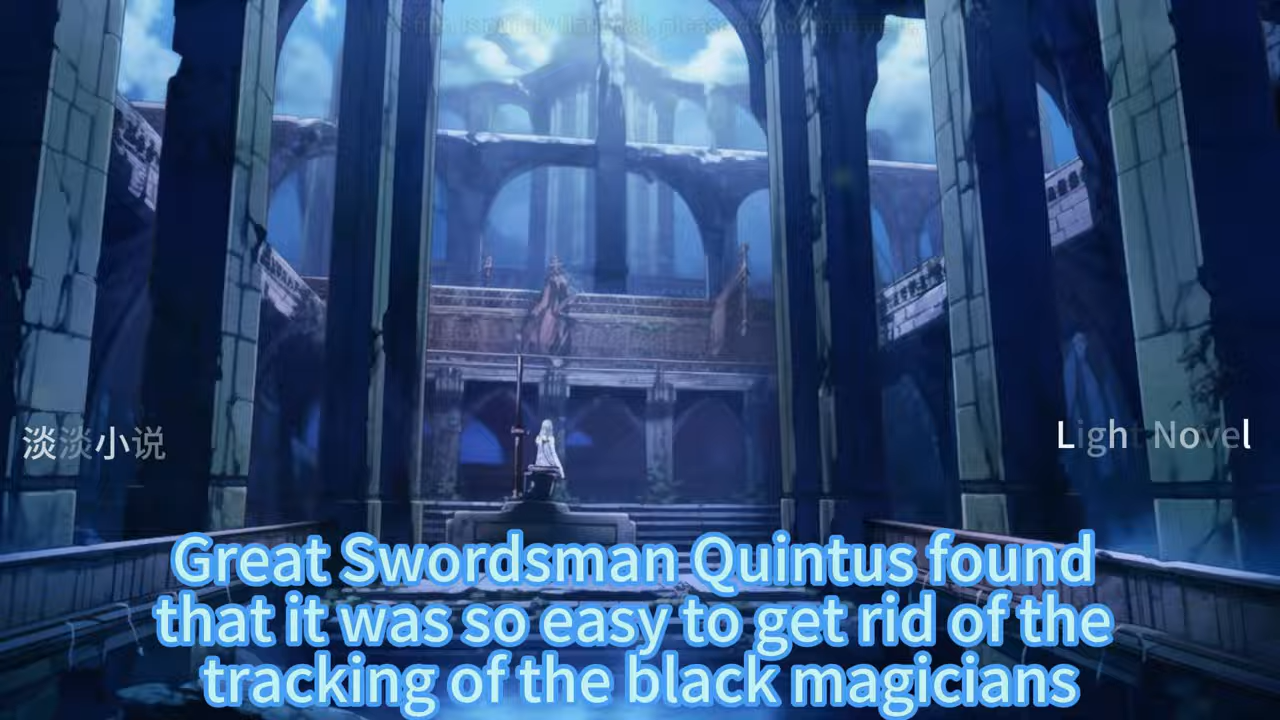 淡淡小说
Light Novel
Great Swordsman Quintus found
that it was so easy to get rid of the
tracking of the black magicians